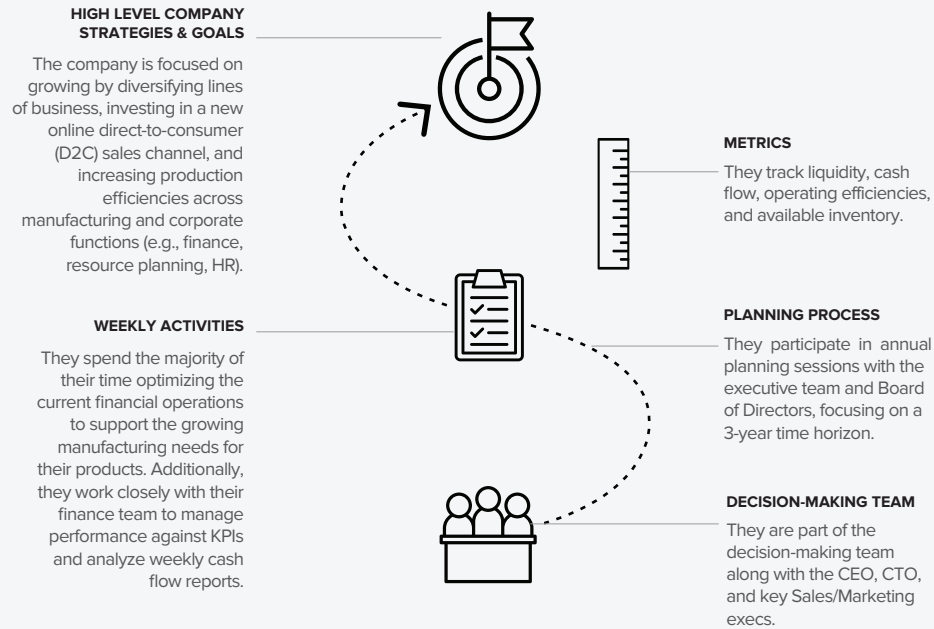 HIGH LEVEL COMPANY
STRATEGIES & GOALS
The company is focused on
growing by diversifying lines
of business, investing in a new
online direct-to-consumer
(D2C) sales channel, and
increasing production
efficiencies across
manufacturing and corporate
functions (e.g., finance,
resource planning, HR).
METRICS
They track liquidity, cash
flow, operating efficiencies,
and available inventory.
WEEKLY ACTIVITIES
They spend the majority of
their time optimizing the
current financial operations
to support the growing
manufacturing needs for
their products. Additionally,
they work closely with their
finance team to manage
performance against KPIs
and analyze weekly cash
flow reports.
PLANNING PROCESS
They participate in annual
planning sessions with the
executive team and Board
of Directors, focusing on a
3-year time horizon.
DECISION-MAKING TEAM
They are part of the
decision-making team
along with the CEO, CTO,
and key Sales/Marketing
execs.